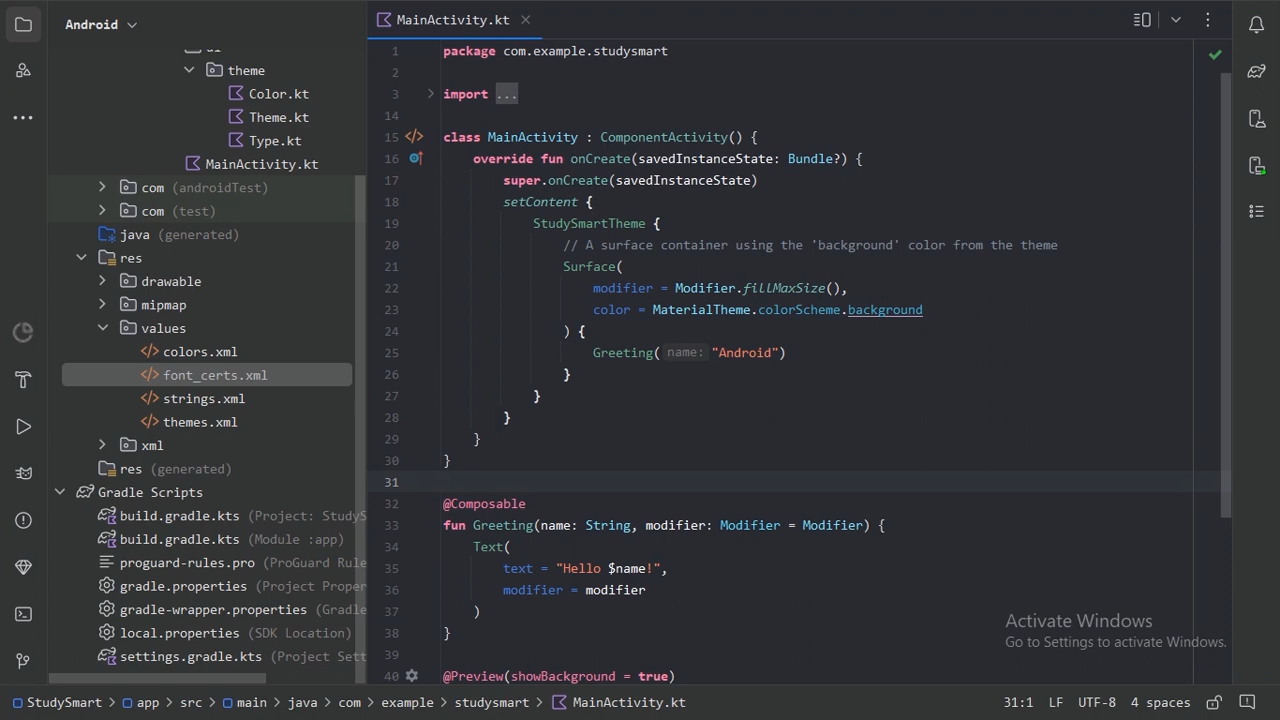 Android
MainActivity.kt
ui
theme
Color.kt
Theme.kt
Type.kt
MainActivity.kt
com (androidTest)
com (test)
java (generated)
res
drawable
mipmap
values
colors.xml
font_certs.xml
strings.xml
themes.xml
xml
res (generated)
Gradle Scripts
build.gradle.kts (Project: StudyS
build.gradle.kts (Module :app)
proguard-rules.pro (ProGuard Rule
gradle.properties (Project Proper
gradle-wrapper.properties (Gradle
local.properties (SDK Location)
settings.gradle.kts (Project Sett
1 package com.example.studysmart
2
3 import ...
14
15 class MainActivity : ComponentActivity() {
16 override fun onCreate(savedInstanceState: Bundle?) {
17 super.onCreate(savedInstanceState)
18 setContent {
19 StudySmartTheme {
20 // A surface container using the 'background' color from the theme
21 Surface(
22 modifier = Modifier.fillMaxSize(),
23 color = MaterialTheme.colorScheme.background
24 ) {
25 Greeting( name: "Android")
26 }
27 }
28 }
29 }
30 }
31
32 @Composable
33 fun Greeting(name: String, modifier: Modifier = Modifier) {
34 Text(
35 text = "Hello $name!",
36 modifier = modifier
37 )
38 }
39
40 @Preview(showBackground = true)
Activate Windows
Go to Settings to activate Windows.
StudySmart > app > src > main > java > com > example > studysmart > MainActivity.kt
31:1 LF UTF-8 4 spaces